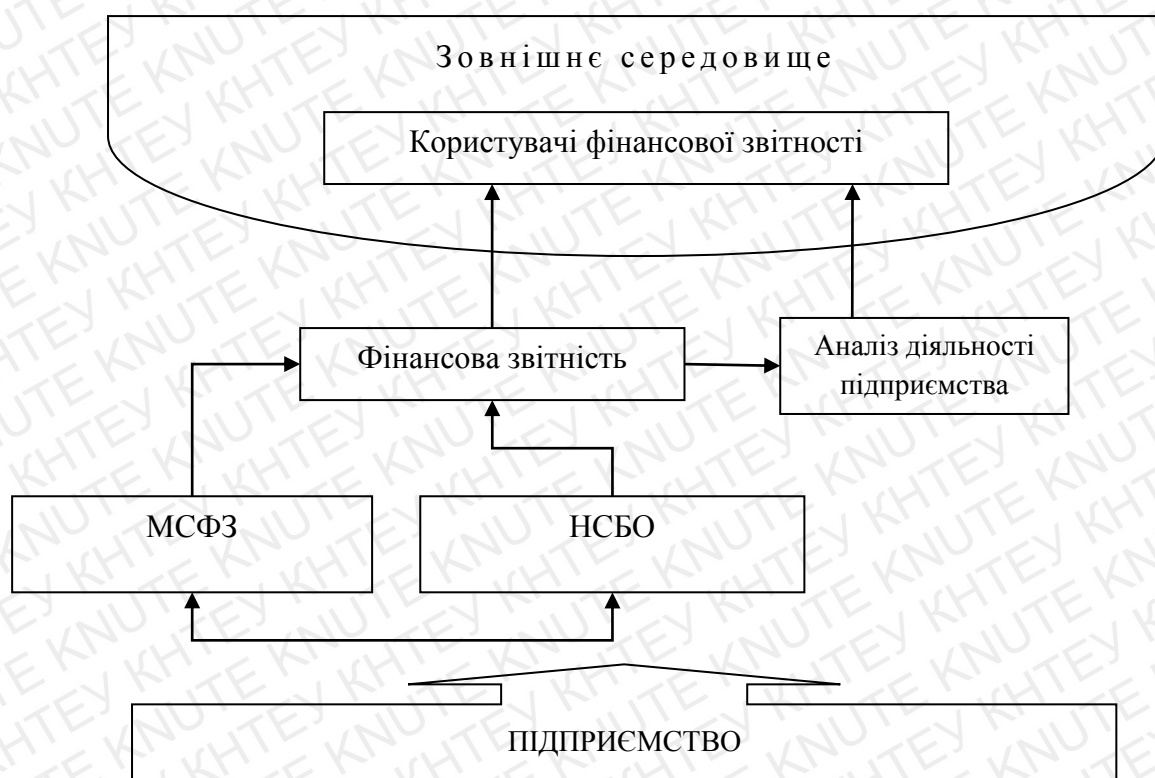 Зовнішнє середовище
Користувачі фінансової звітності
Фінансова звітність
Аналіз діяльності
підприємства
МСФЗ
НСБО
ПІДПРИЄМСТВО